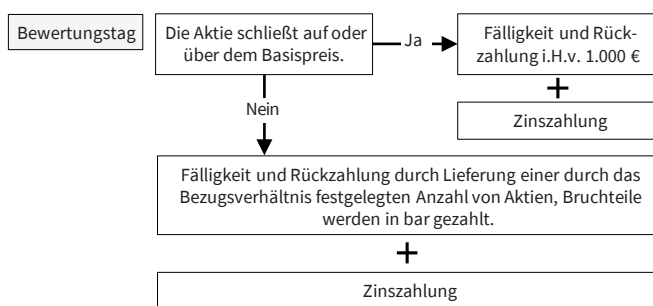 Bewertungstag
Die Aktie schließt auf oder
über dem Basispreis.
Ja
Fälligkeit und Rück-
zahlung i.H.v. 1.000 €
+
Zinszahlung
Nein
Fälligkeit und Rückzahlung durch Lieferung einer durch das
Bezugsverhältnis festgelegten Anzahl von Aktien, Bruchteile
werden in bar gezahlt.
+
Zinszahlung